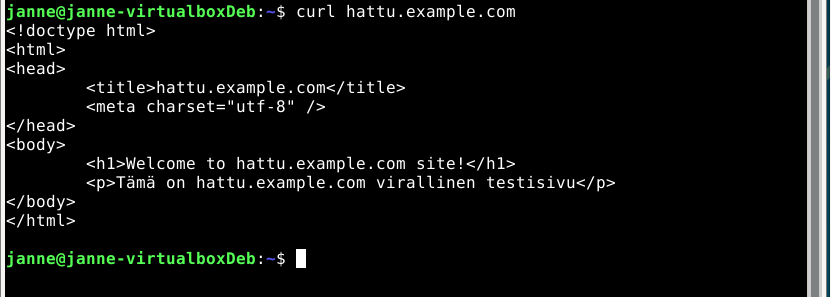 janne@janne-virtualboxDeb:~$ curl hattu.example.com
<!doctype html>
<html>
<head>
        <title>hattu.example.com</title>
        <meta charset="utf-8" />
</head>
<body>
        <h1>Welcome to hattu.example.com site!</h1>
        <p>Tämä on hattu.example.com virallinen testisivu</p>
</body>
</html>

janne@janne-virtualboxDeb:~$